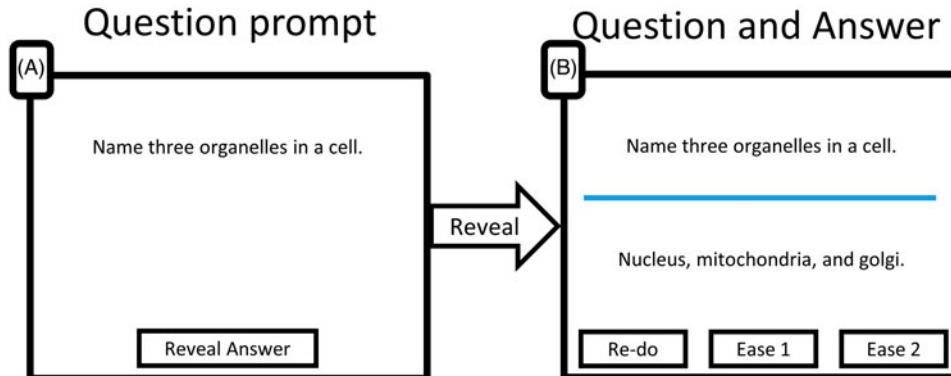 Question prompt
(A)
Name three organelles in a cell.
Reveal Answer
Reveal
Question and Answer
(B)
Name three organelles in a cell.
Nucleus, mitochondria, and golgi.
Re-do
Ease 1
Ease 2